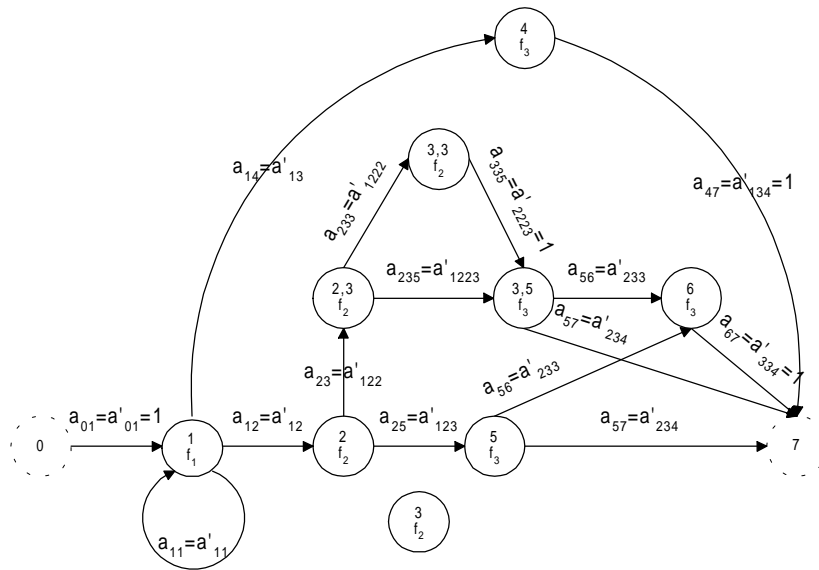 4
f₃
a₁₄=a'₁₃
a₄₇=a'₁₃₄=1
3,3
f₂
a₂₃₃=a'₁₂₂₂
a₃₃₅=a'₂₂₂₃=1
2,3
f₂
a₂₃₅=a'₁₂₂₃
3,5
f₃
a₅₆=a'₂₃₃
6
f₃
a₅₇=a'₂₃₄
a₆₇=a'₃₃₄=1
a₂₃=a'₁₂₂
a₅₆=a'₂₃₃
0
a₀₁=a'₀₁=1
1
f₁
a₁₂=a'₁₂
2
f₂
a₂₅=a'₁₂₃
5
f₃
a₅₇=a'₂₃₄
7
a₁₁=a'₁₁
3
f₂